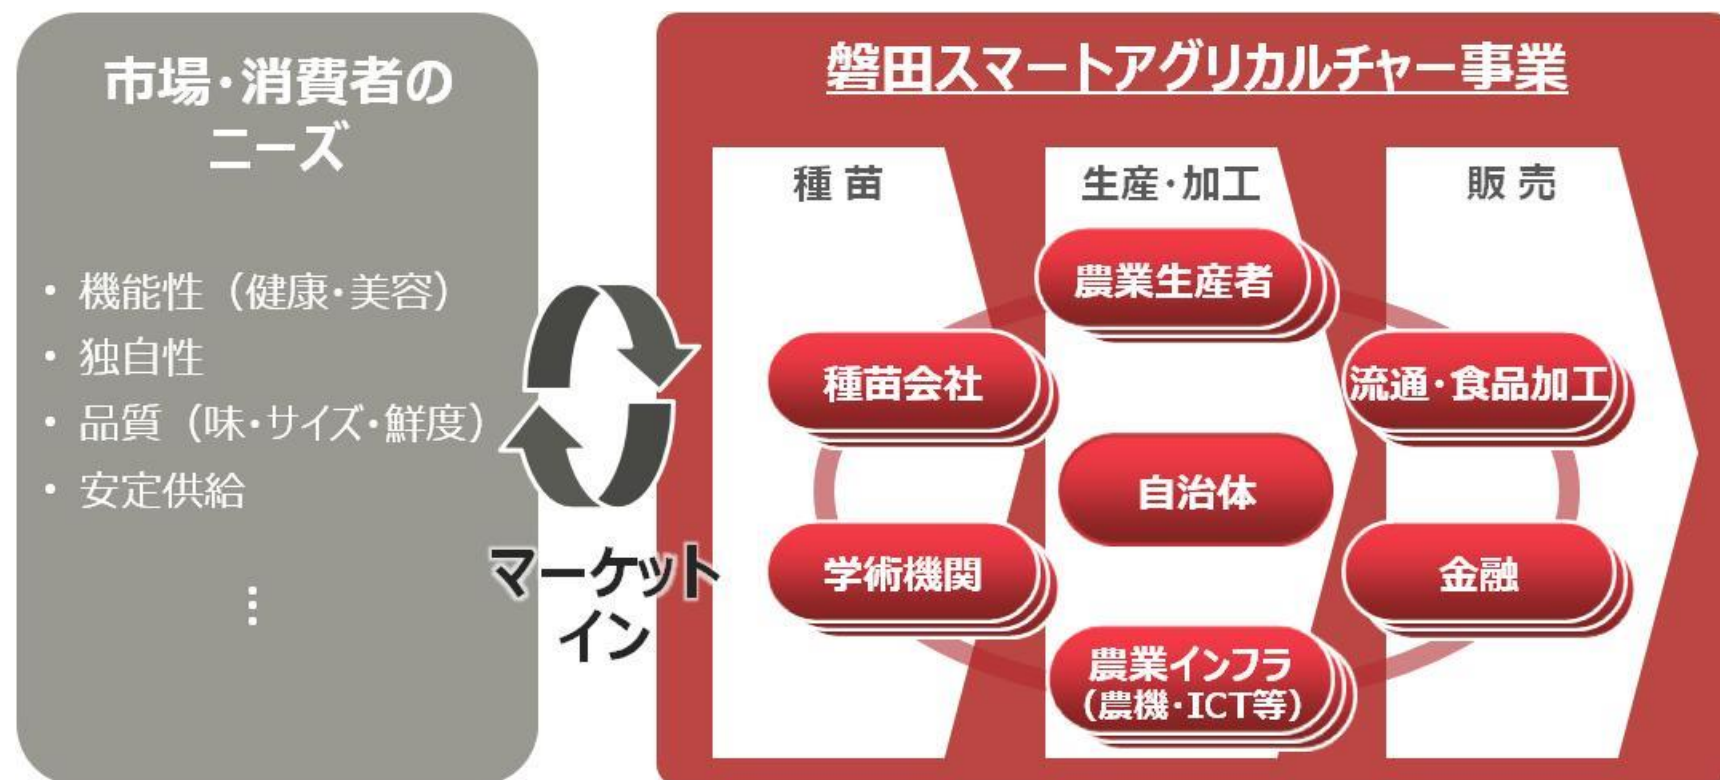 市場・消費者の
ニーズ
・ 機能性（健康・美容）
・ 独自性
・ 品質（味・サイズ・鮮度）
・ 安定供給
⋮
マーケット
イン
磐田スマートアグリカルチャー事業
種 苗
生産・加工
販 売
農業生産者
種苗会社
流通・食品加工
自治体
学術機関
金融
農業インフラ
（農機・ICT等）